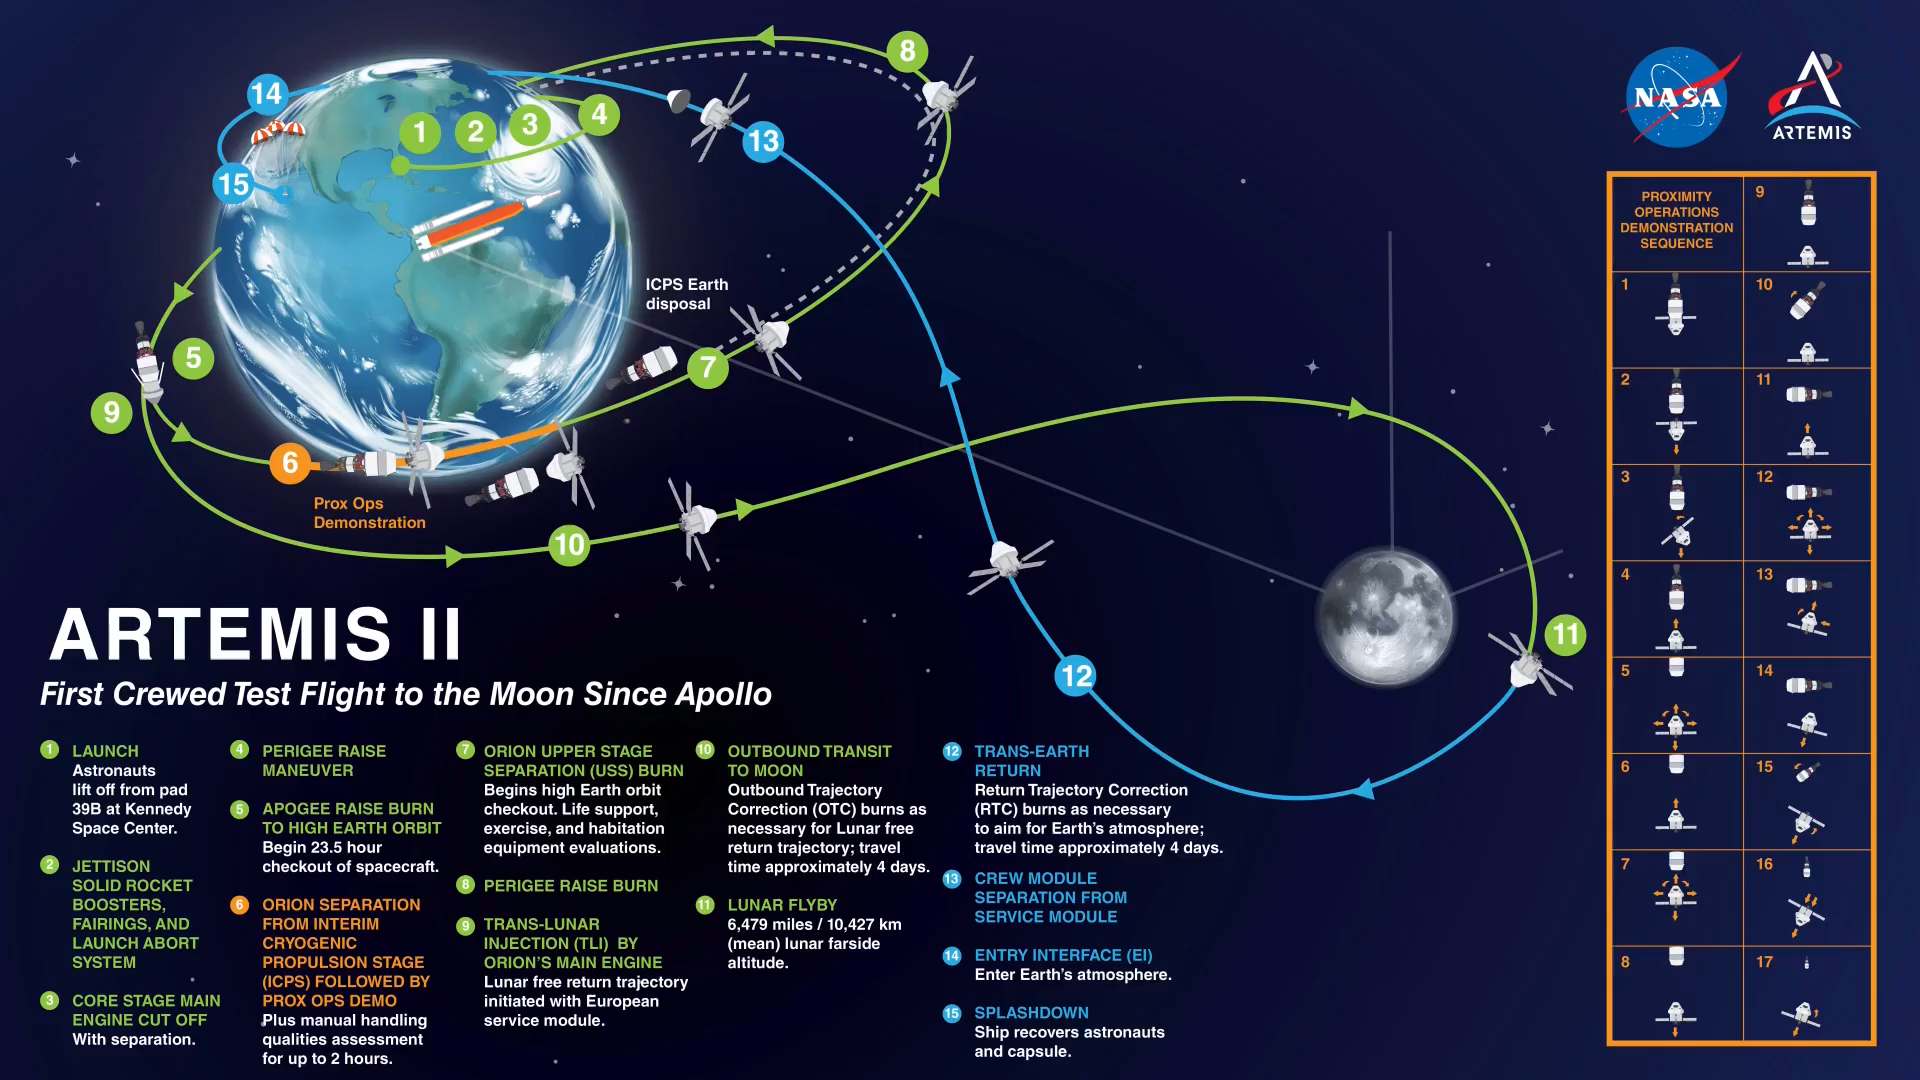 14
8
4
3
2
1
13
15
NASA
ARTEMIS
ICPS Earth
disposal
5
7
9
6
Prox Ops
Demonstration
10
11
12
PROXIMITY
OPERATIONS
DEMONSTRATION
SEQUENCE
1
2
3
4
5
6
7
8
9
10
11
12
13
14
15
16
17
ARTEMIS II
First Crewed Test Flight to the Moon Since Apollo
1 LAUNCH
Astronauts
lift off from pad
39B at Kennedy
Space Center.
2 JETTISON
SOLID ROCKET
BOOSTERS,
FAIRINGS, AND
LAUNCH ABORT
SYSTEM
3 CORE STAGE MAIN
ENGINE CUT OFF
With separation.
4 PERIGEE RAISE
MANEUVER
5 APOGEE RAISE BURN
TO HIGH EARTH ORBIT
Begin 23.5 hour
checkout of spacecraft.
6 ORION SEPARATION
FROM INTERIM
CRYOGENIC
PROPULSION STAGE
(ICPS) FOLLOWED BY
PROX OPS DEMO
Plus manual handling
qualities assessment
for up to 2 hours.
7 ORION UPPER STAGE
SEPARATION (USS) BURN
Begins high Earth orbit
checkout. Life support,
exercise, and habitation
equipment evaluations.
8 PERIGEE RAISE BURN
9 TRANS-LUNAR
INJECTION (TLI) BY
ORION'S MAIN ENGINE
Lunar free return trajectory
initiated with European
service module.
10 OUTBOUND TRANSIT
TO MOON
Outbound Trajectory
Correction (OTC) burns as
necessary for Lunar free
return trajectory; travel
time approximately 4 days.
11 LUNAR FLYBY
6,479 miles / 10,427 km
(mean) lunar farside
altitude.
12 TRANS-EARTH
RETURN
Return Trajectory Correction
(RTC) burns as necessary
to aim for Earth's atmosphere;
travel time approximately 4 days.
13 CREW MODULE
SEPARATION FROM
SERVICE MODULE
14 ENTRY INTERFACE (EI)
Enter Earth's atmosphere.
15 SPLASHDOWN
Ship recovers astronauts
and capsule.